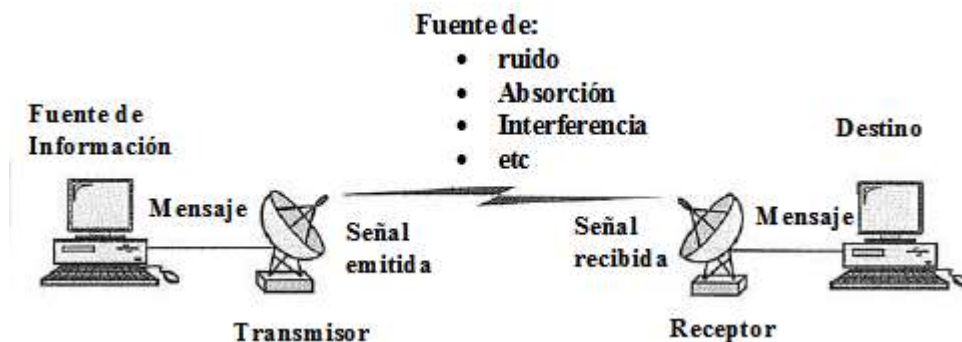 Fuente de:
• ruido
• Absorción
• Interferencia
• etc
Fuente de
Información
Destino
Mensaje
Señal
emitida
Señal
recibida
Mensaje
Transmisor
Receptor